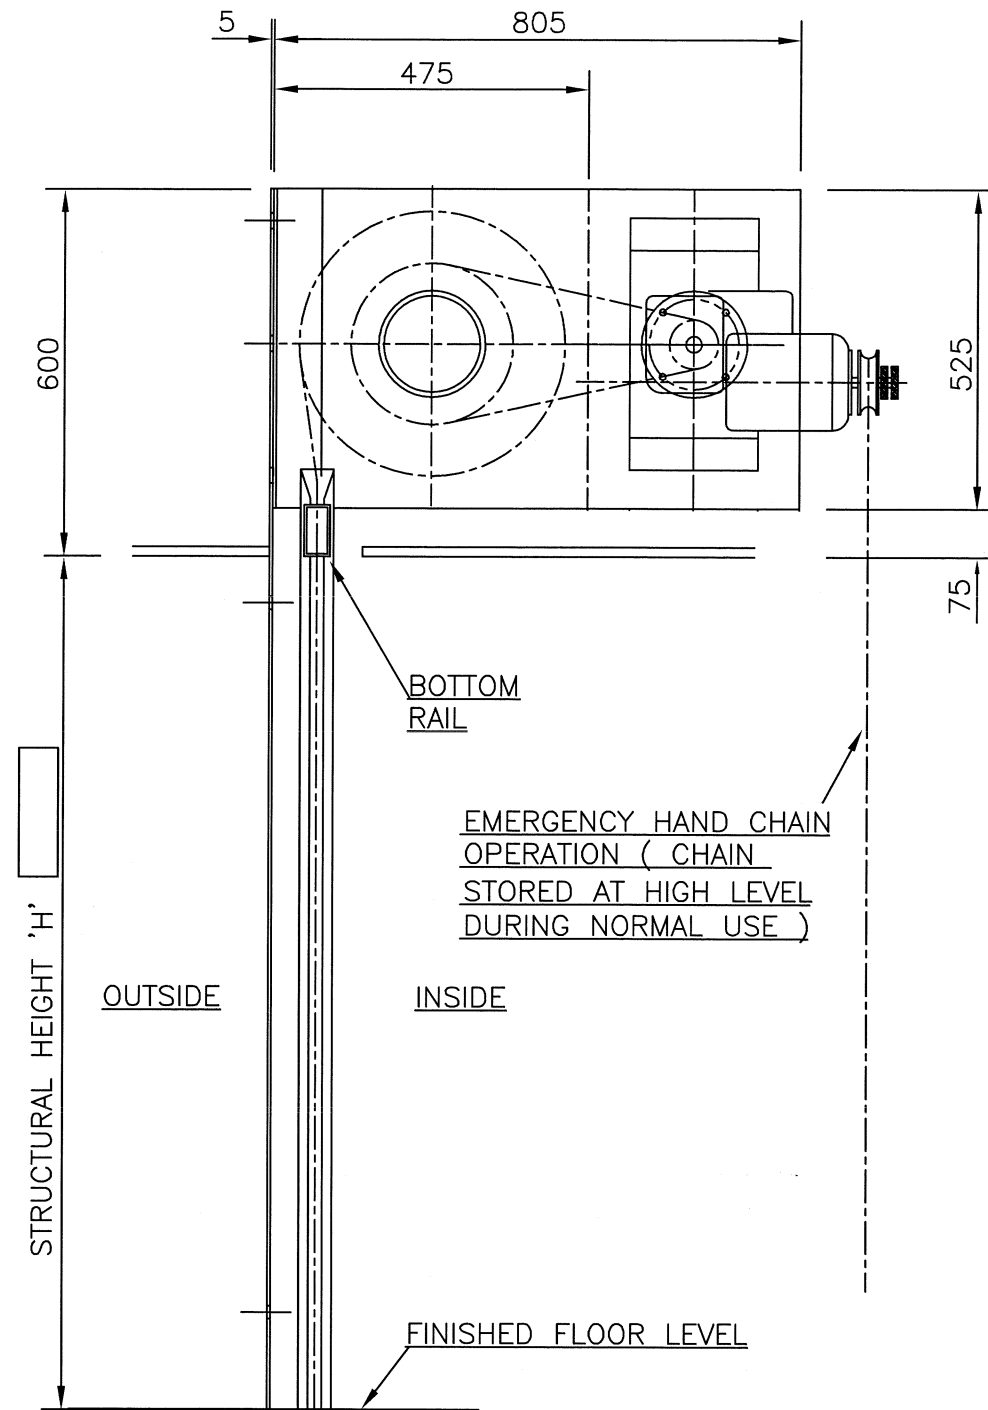 5
805
475
600
525
75
BOTTOM
RAIL
EMERGENCY HAND CHAIN
OPERATION ( CHAIN
STORED AT HIGH LEVEL
DURING NORMAL USE )
STRUCTURAL HEIGHT 'H'
OUTSIDE
INSIDE
FINISHED FLOOR LEVEL